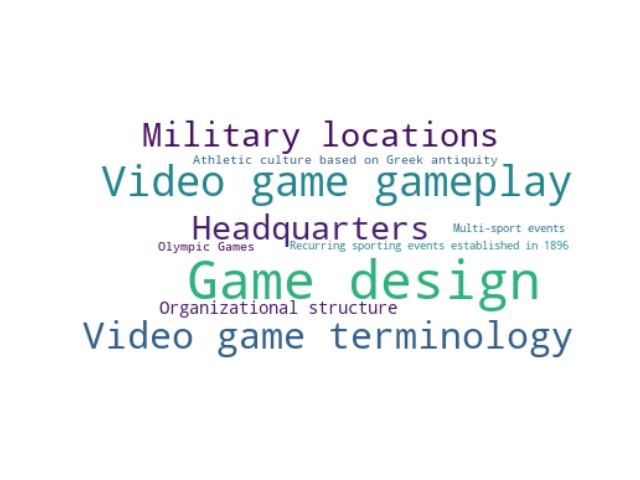 Military locations
Athletic culture based on Greek antiquity
Video game gameplay
Headquarters
Multi-sport events
Olympic Games
Recurring sporting events established in 1896
Game design
Organizational structure
Video game terminology